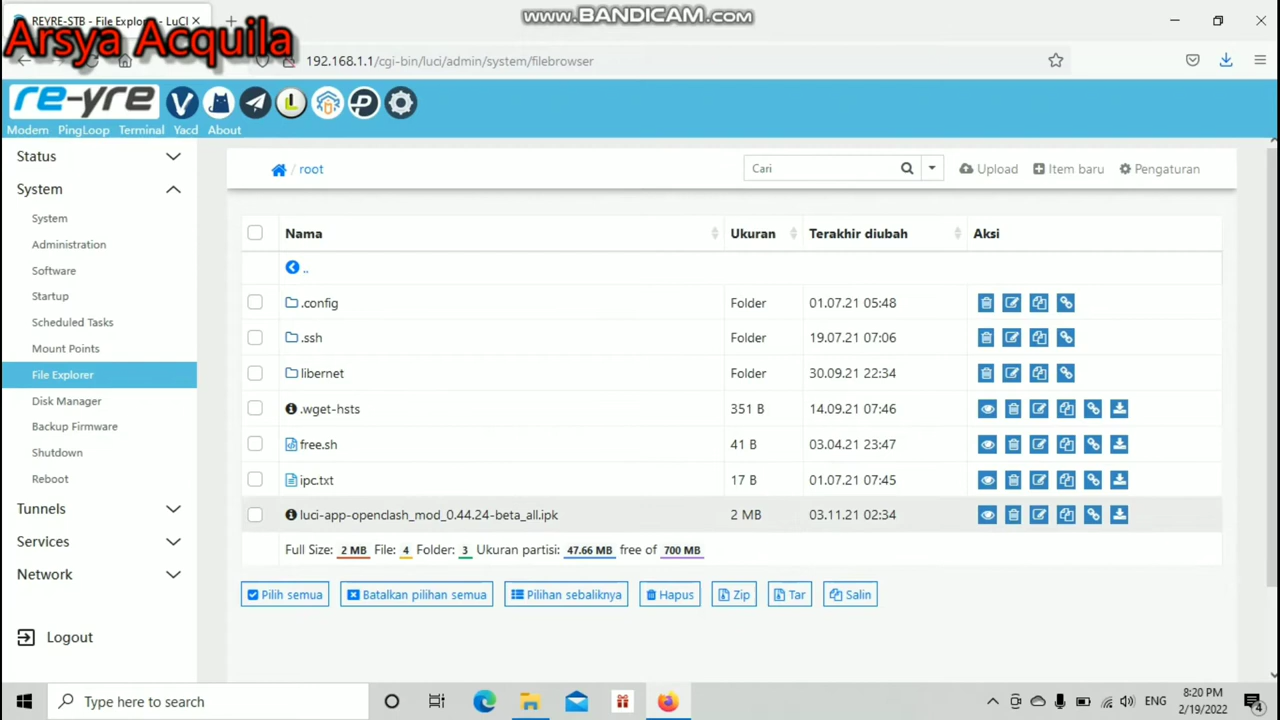 REYRE-STB - File Explorer - LuCI
www.BANDICAM.com
Arsya Acquila
192.168.1.1/cgi-bin/luci/admin/system/filebrowser
re-yre
Modem PingLoop Terminal Yacd About
Status
System
System
Administration
Software
Startup
Scheduled Tasks
Mount Points
File Explorer
Disk Manager
Backup Firmware
Shutdown
Reboot
Tunnels
Services
Network
Logout
/ root
Cari
Upload Item baru Pengaturan
Nama Ukuran Terakhir diubah Aksi
..
.config Folder 01.07.21 05:48
.ssh Folder 19.07.21 07:06
libernet Folder 30.09.21 22:34
.wget-hsts 351 B 14.09.21 07:46
free.sh 41 B 03.04.21 23:47
ipc.txt 17 B 01.07.21 07:45
luci-app-openclash_mod_0.44.24-beta_all.ipk 2 MB 03.11.21 02:34
Full Size: 2 MB File: 4 Folder: 3 Ukuran partisi: 47.66 MB free of 700 MB
Pilih semua Batalkan pilihan semua Pilihan sebaliknya Hapus Zip Tar Salin
Type here to search
ENG
8:20 PM
2/19/2022
4